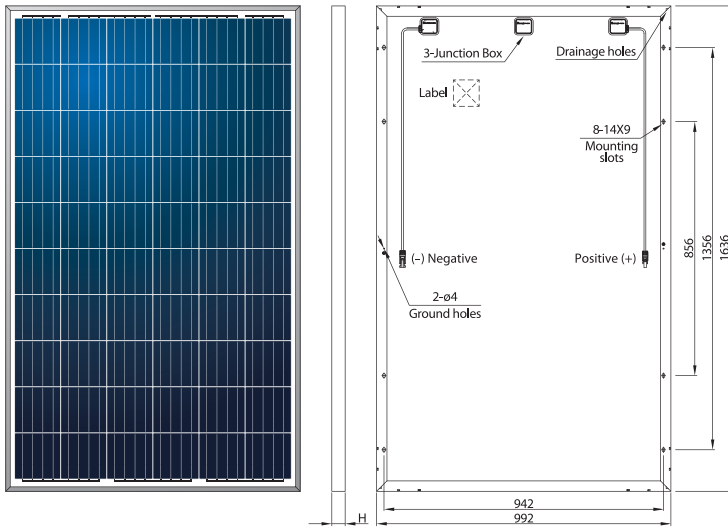 3-Junction Box
Drainage holes
Label
8-14X9
Mounting
slots
(-) Negative
Positive (+)
2-ø4
Ground holes
856
1356
1636
942
H
992